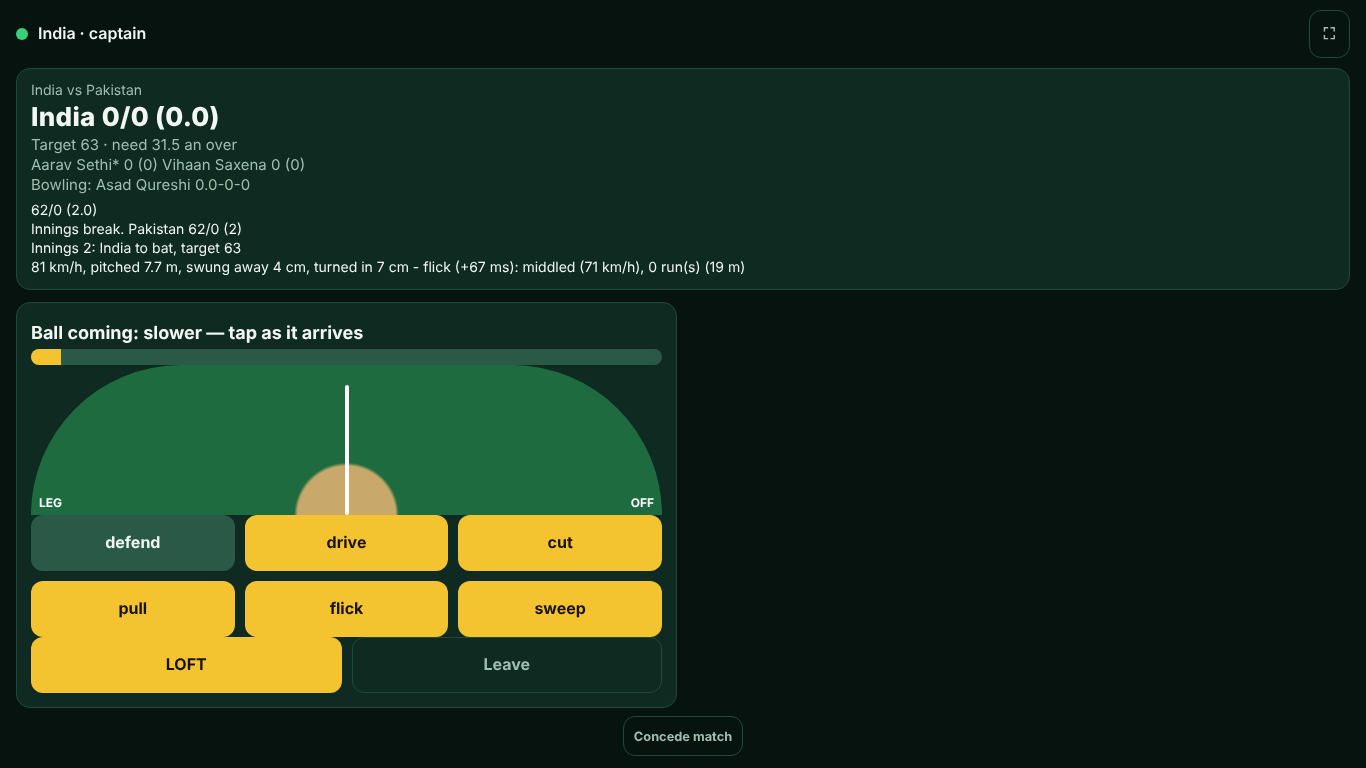 India · captain
India vs Pakistan
India 0/0 (0.0)
Target 63 · need 31.5 an over
Aarav Sethi* 0 (0) Vihaan Saxena 0 (0)
Bowling: Asad Qureshi 0.0-0-0
62/0 (2.0)
Innings break. Pakistan 62/0 (2)
Innings 2: India to bat, target 63
81 km/h, pitched 7.7 m, swung away 4 cm, turned in 7 cm - flick (+67 ms): middled (71 km/h), 0 run(s) (19 m)
Ball coming: slower — tap as it arrives
LEG OFF
defend drive cut
pull flick sweep
LOFT Leave
Concede match